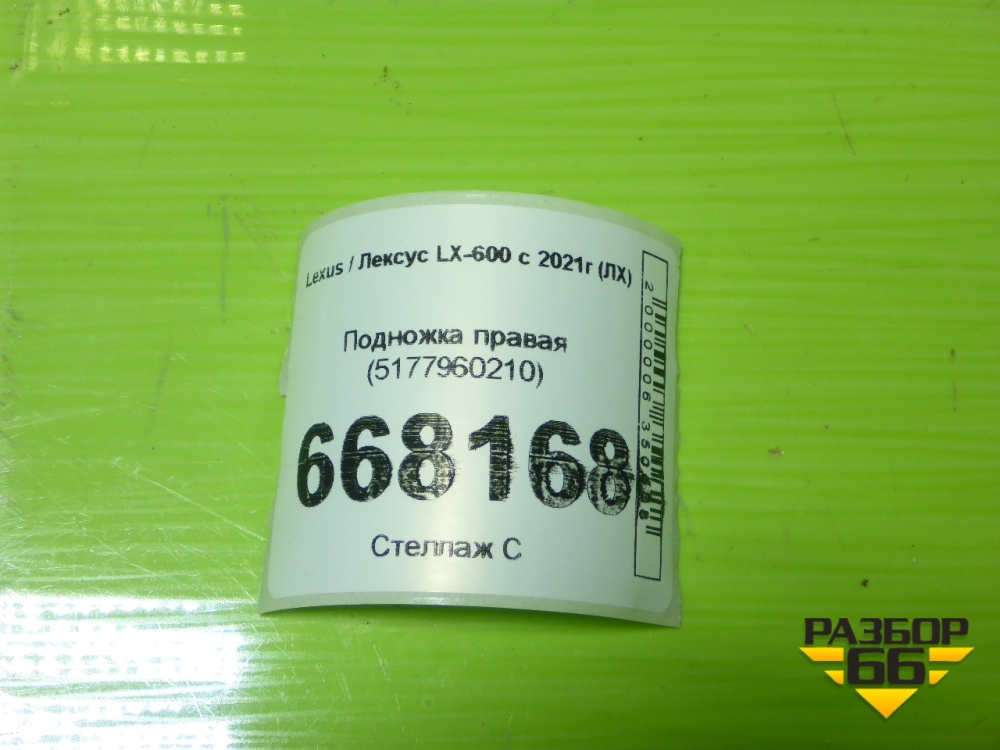 Lexus / Лексус LX-600 с 2021г (ЛХ)
Подножка правая
(5177960210)
668168
Стеллаж С
РАЗБОР
66